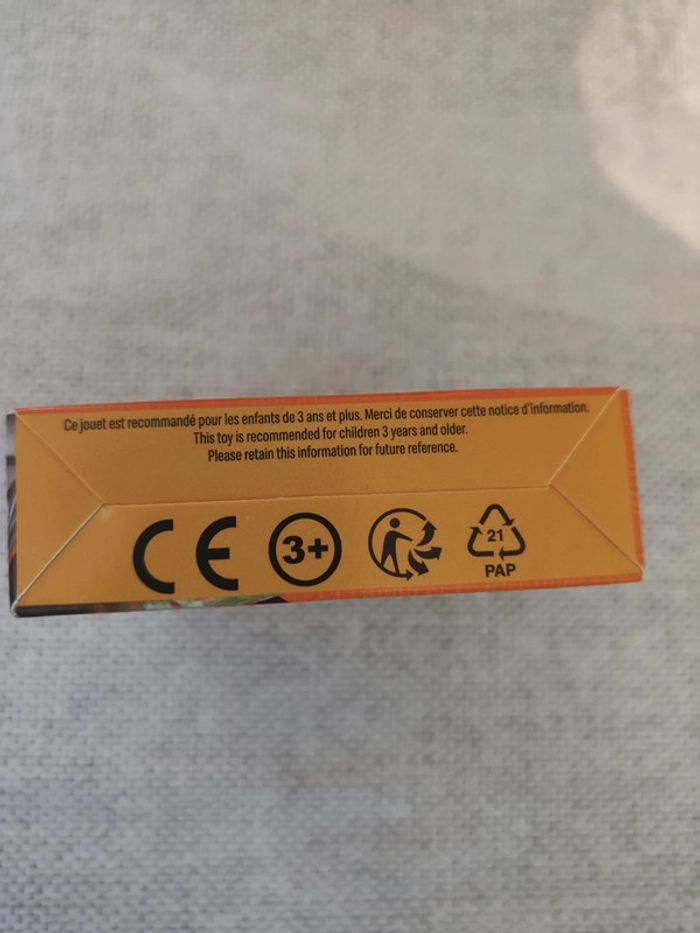 Ce jouet est recommandé pour les enfants de 3 ans et plus. Merci de conserver cette notice d'information.
This toy is recommended for children 3 years and older.
Please retain this information for future reference.
CE 3+ 21
PAP